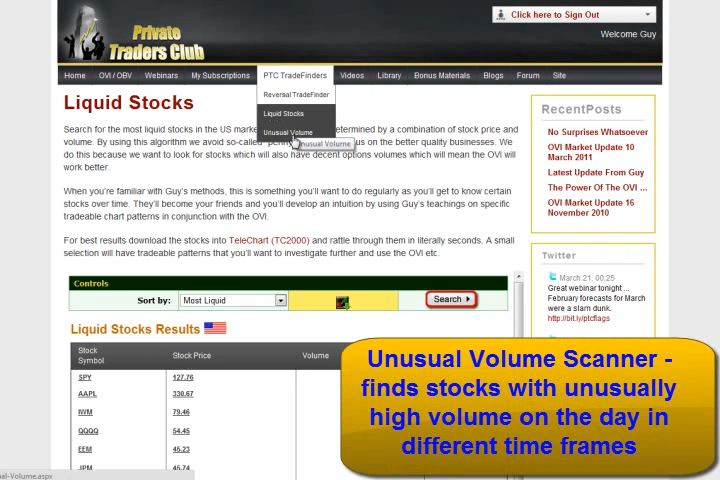 Private
Traders Club
Click here to Sign Out
Welcome Guy
Home OVI / OBV Webinars My Subscriptions PTC TradeFinders Videos Library Bonus Materials Blogs Forum Site
Reversal TradeFinder
Liquid Stocks
Unusual Volume
Unusual Volume
Liquid Stocks
Search for the most liquid stocks in the US marke etermined by a combination of stock price and
volume. By using this algorithm we avoid so-called us on the better quality businesses. We
do this because we want to look for stocks which will also have decent options volumes which will mean the OVI will
work better.
When you're familiar with Guy's methods, this is something you'll want to do regularly as you'll get to know certain
stocks over time. They'll become your friends and you'll develop an intuition by using Guy's teachings on specific
tradeable chart patterns in conjunction with the OVI.
For best results download the stocks into TeleChart (TC2000) and rattle through them in literally seconds. A small
selection will have tradeable patterns that you'll want to investigate further and use the OVI etc.
Controls
Sort by: Most Liquid Search
Liquid Stocks Results
Stock
Symbol Stock Price Volume
SPY 127.76
AAPL 330.67
IWM 79.46
QQQQ 54.45
EEM 45.23
JPM 45.74
RecentPosts
No Surprises Whatsoever
OVI Market Update 10
March 2011
Latest Update From Guy
The Power Of The OVI ...
OVI Market Update 16
November 2010
Twitter
March 21, 00:25
Great webinar tonight ...
February forecasts for March
were a slam dunk.
http://bit.ly/ptcflags
Unusual Volume Scanner -
finds stocks with unusually
high volume on the day in
different time frames
al-Volume.aspx